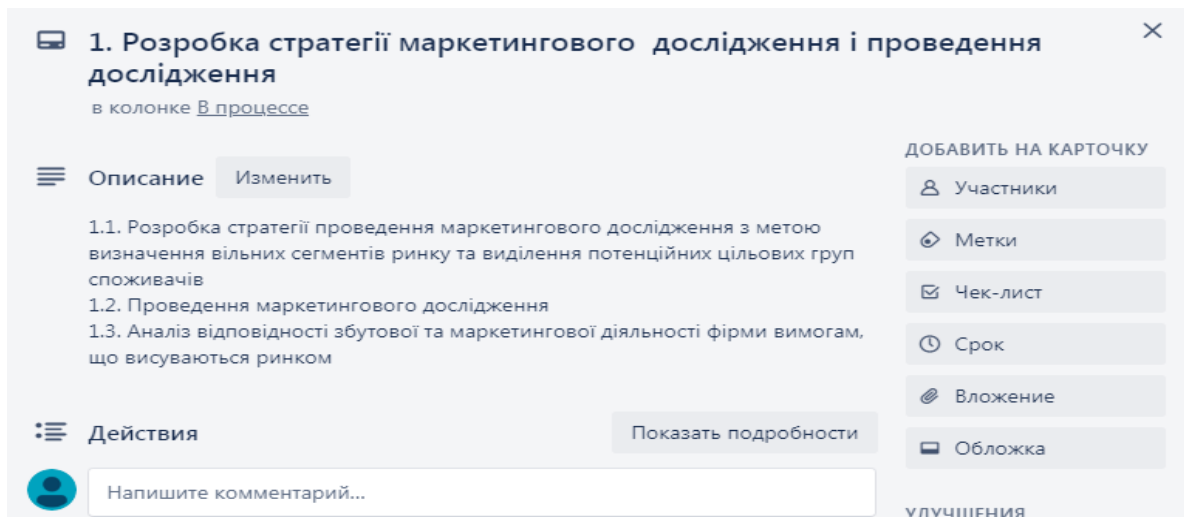 1. Розробка стратегії маркетингового дослідження і проведення
дослідження
в колонке В процессе
Описание
Изменить
1.1. Розробка стратегії проведення маркетингового дослідження з метою
визначення вільних сегментів ринку та виділення потенційних цільових груп
споживачів
1.2. Проведення маркетингового дослідження
1.3. Аналіз відповідності збутової та маркетингової діяльності фірми вимогам,
що висуваються ринком
Действия
Показать подробности
Напишите комментарий...
ДОБАВИТЬ НА КАРТОЧКУ
Участники
Метки
Чек-лист
Срок
Вложение
Обложка
УЛУЧШЕНИЯ